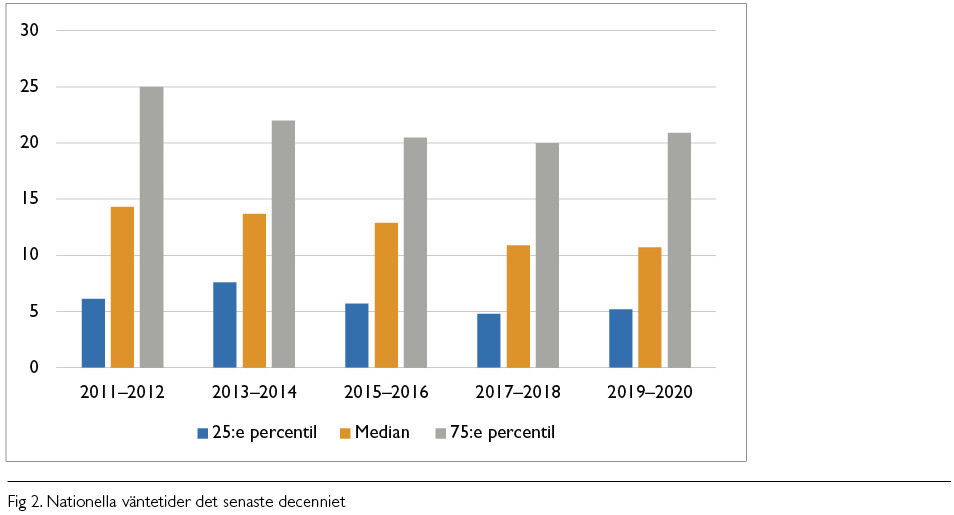 30
25
20
15
10
5
0
2011–2012 2013–2014 2015–2016 2017–2018 2019–2020
25:e percentil Median 75:e percentil
Fig 2. Nationella väntetider det senaste decenniet